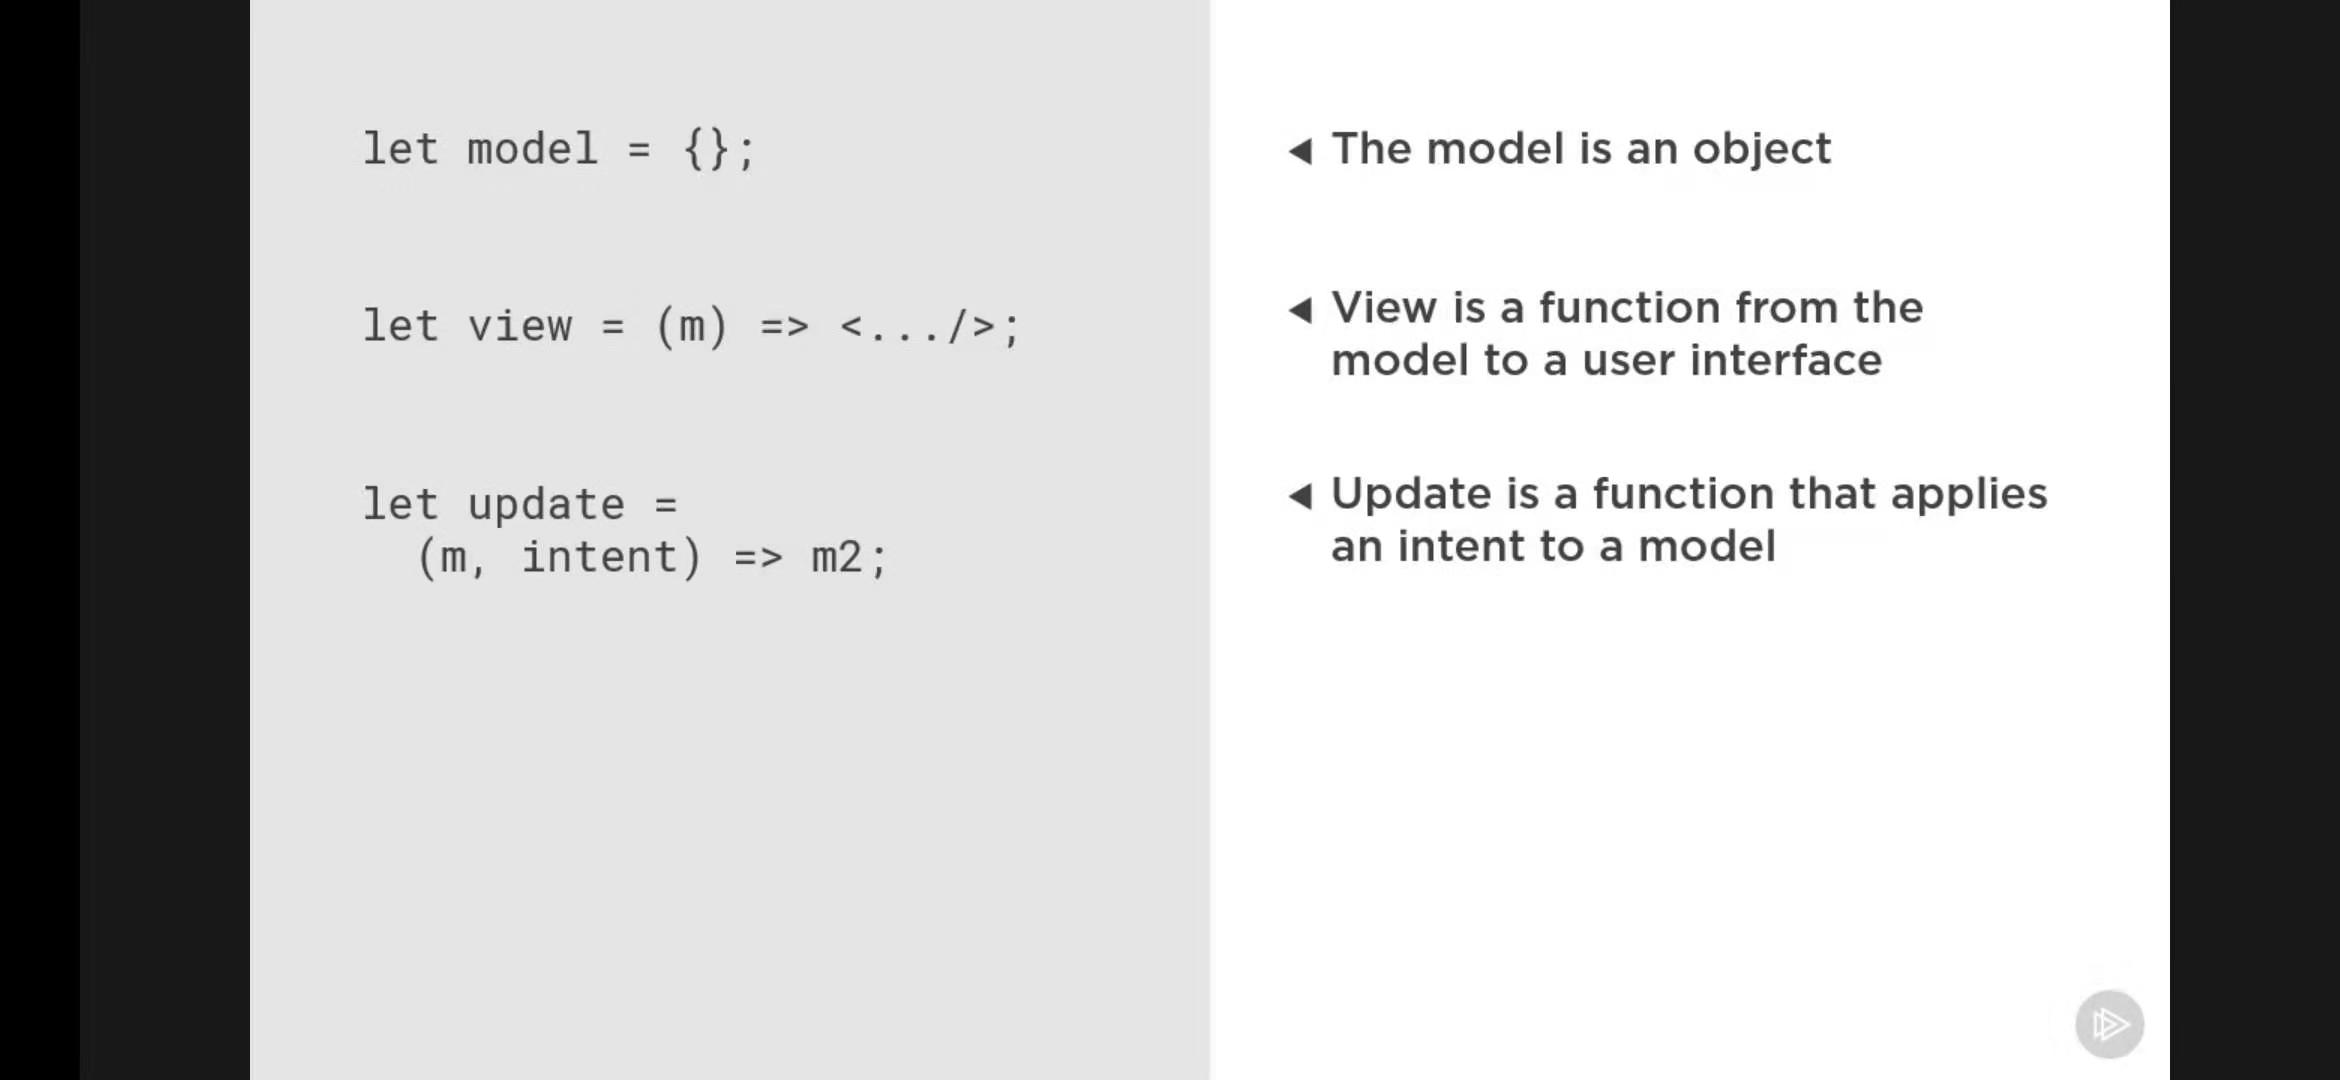 let model = {};
◀ The model is an object
let view = (m) => <.../>;
◀ View is a function from the
model to a user interface
let update =
(m, intent) => m2;
◀ Update is a function that applies
an intent to a model